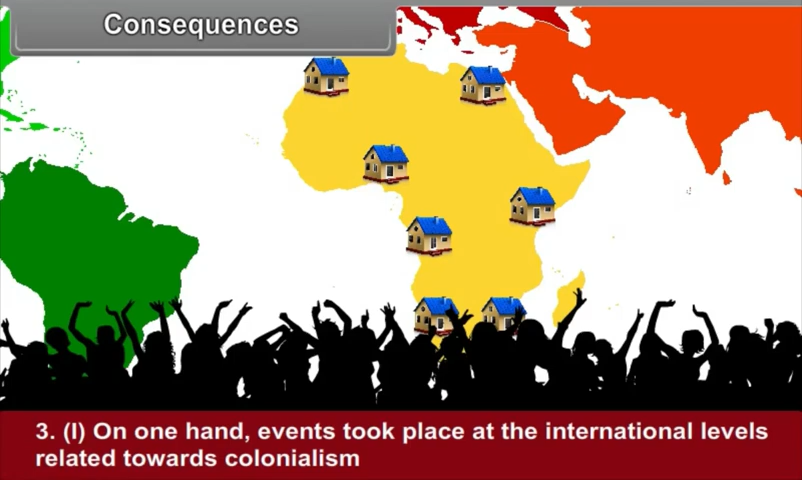 Consequences
3. (I) On one hand, events took place at the international levels
related towards colonialism